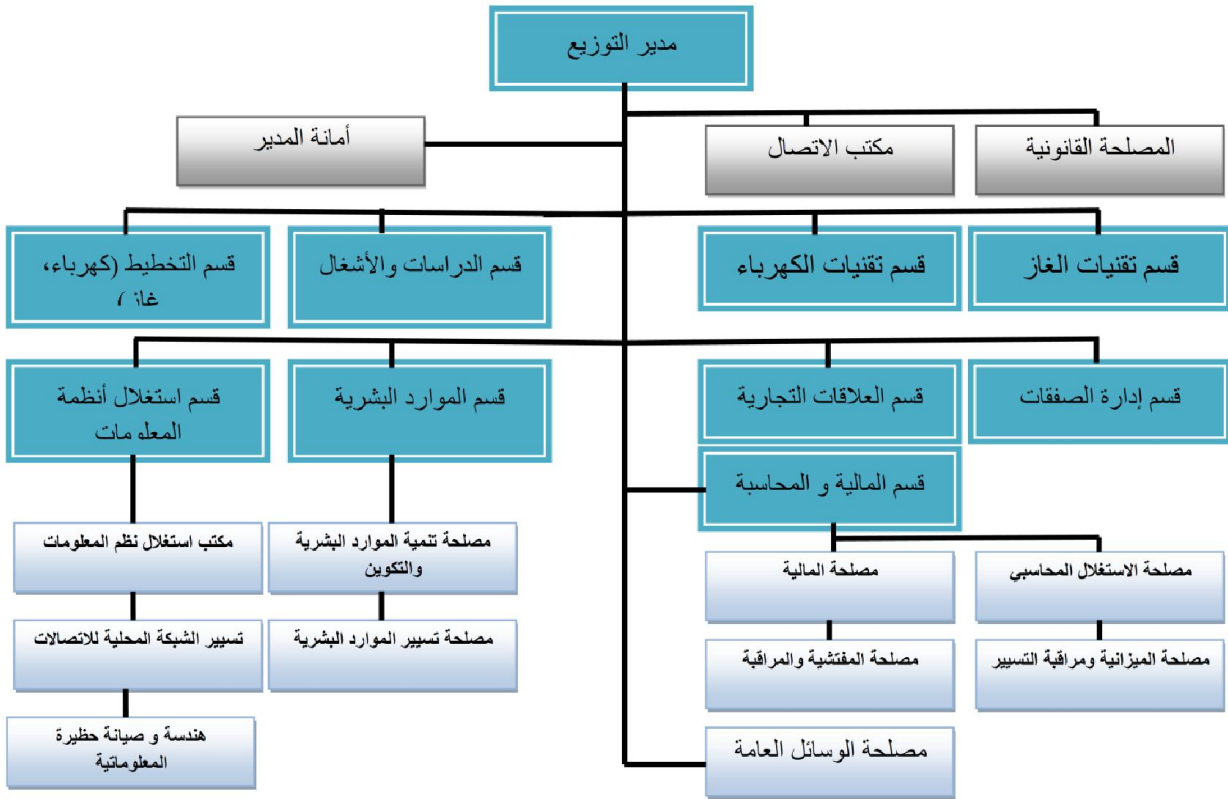 مدير التوزيع
المصلحة القانونية
مكتب الاتصال
أمانة المدير
قسم تقنيات الغاز
قسم تقنيات الكهرباء
قسم الدراسات والأشغال
قسم التخطيط (كهرباء،
غاز)
قسم إدارة الصفقات
قسم العلاقات التجارية
قسم الموارد البشرية
قسم استغلال أنظمة
المعلومات
قسم المالية و المحاسبة
مصلحة الاستغلال المحاسبي
مصلحة المالية
مصلحة تنمية الموارد البشرية
والتكوين
مكتب استغلال نظم المعلومات
مصلحة الميزانية ومراقبة التسيير
مصلحة المفتشية والمراقبة
مصلحة تسيير الموارد البشرية
تسيير الشبكة المحلية للاتصالات
مصلحة الوسائل العامة
هندسة و صيانة حظيرة
المعلوماتية